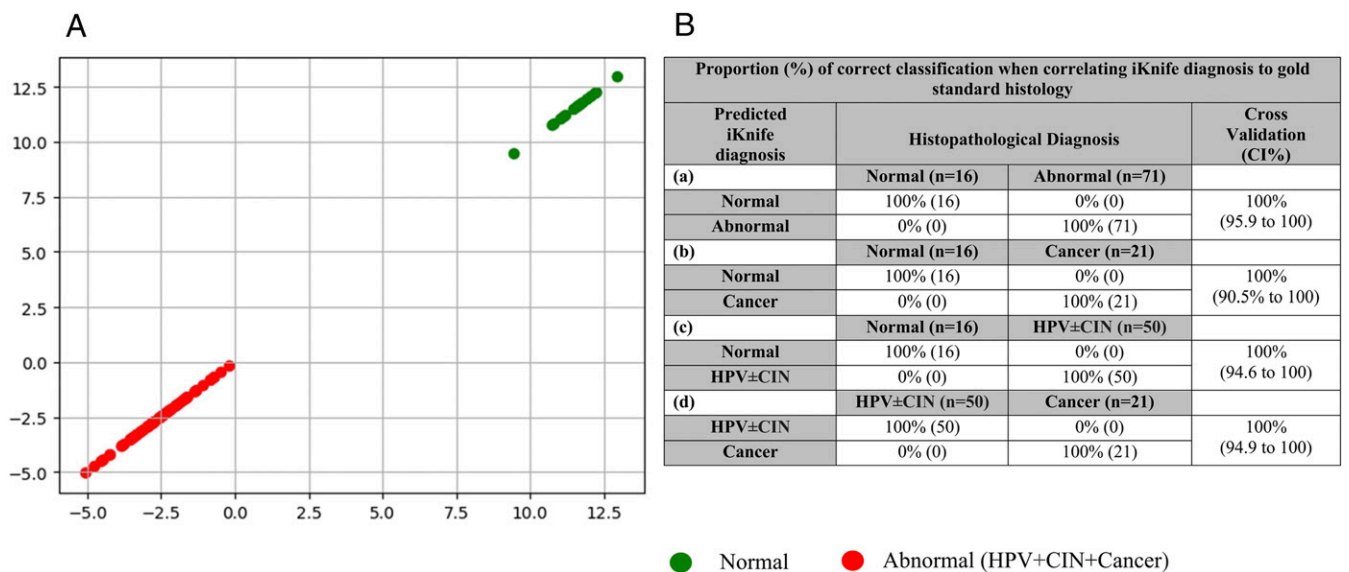 A
12.5
10.0
7.5
5.0
2.5
0.0
−2.5
−5.0
−5.0 −2.5 0.0 2.5 5.0 7.5 10.0 12.5
B
Proportion (%) of correct classification when correlating iKnife diagnosis to gold
standard histology
Predicted
iKnife
diagnosis
Histopathological Diagnosis
Cross
Validation
(CI%)
(a) Normal (n=16) Abnormal (n=71)
Normal 100% (16) 0% (0)
Abnormal 0% (0) 100% (71)
100%
(95.9 to 100)
(b) Normal (n=16) Cancer (n=21)
Normal 100% (16) 0% (0)
Cancer 0% (0) 100% (21)
100%
(90.5% to 100)
(c) Normal (n=16) HPV±CIN (n=50)
Normal 100% (16) 0% (0)
HPV±CIN 0% (0) 100% (50)
100%
(94.6 to 100)
(d) HPV±CIN (n=50) Cancer (n=21)
HPV±CIN 100% (50) 0% (0)
Cancer 0% (0) 100% (21)
100%
(94.9 to 100)
Normal Abnormal (HPV+CIN+Cancer)